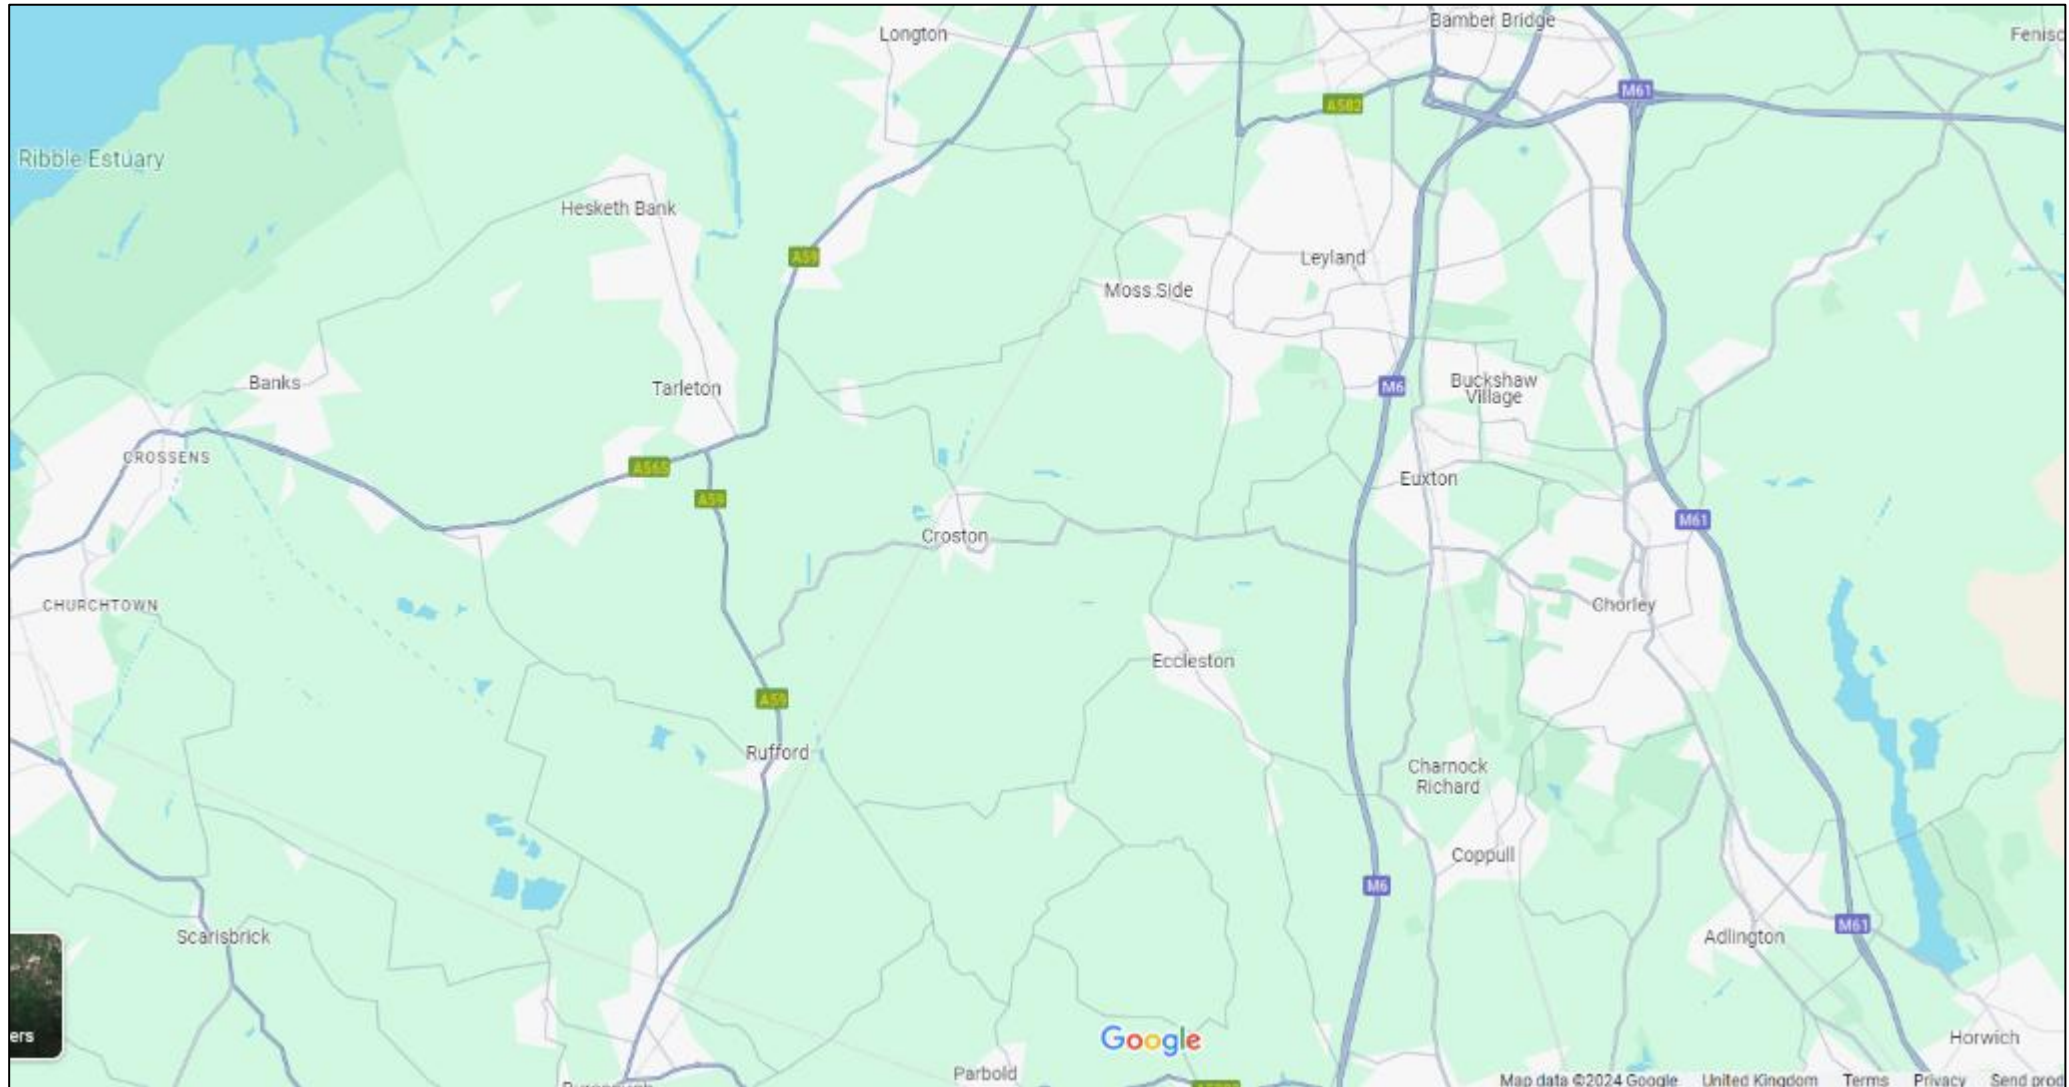 Bamber Bridge
Longton
Fenisc
M61
A582
Ribble Estuary
Hesketh Bank
A59
Leyland
Moss Side
Banks
Tarleton
M6
Buckshaw
Village
CROSSENS
A565
Euxton
A59
M61
Croston
CHURCHTOWN
Chorley
Eccleston
A59
Rufford
Charnock
Richard
Coppull
M6
M61
Scarisbrick
Adlington
ers
Google
Horwich
Parbold
Map data ©2024 Google
United Kingdom
Terms
Privacy
Send prod